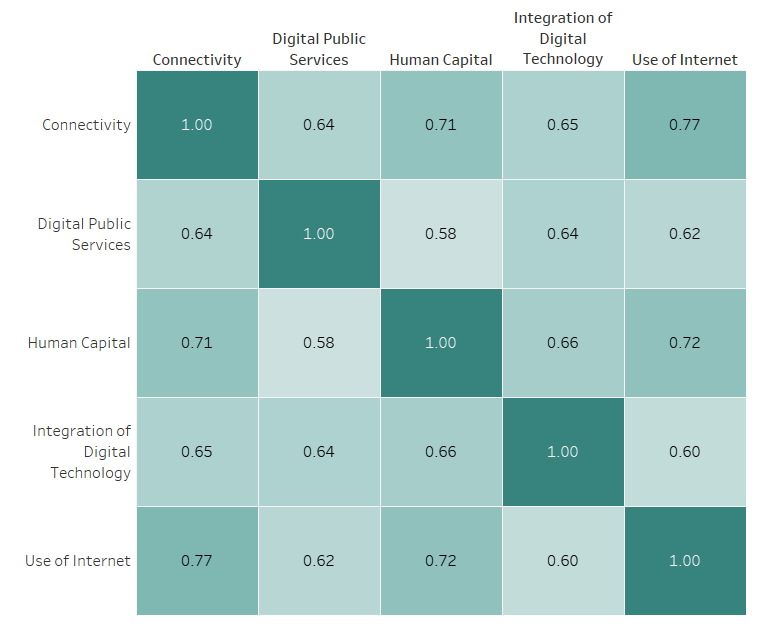 Connectivity
Digital Public
Services
Human Capital
Integration of
Digital
Technology
Use of Internet
Connectivity
1.00
0.64
0.71
0.65
0.77
Digital Public
Services
0.64
1.00
0.58
0.64
0.62
Human Capital
0.71
0.58
1.00
0.66
0.72
Integration of
Digital
Technology
0.65
0.64
0.66
1.00
0.60
Use of Internet
0.77
0.62
0.72
0.60
1.00